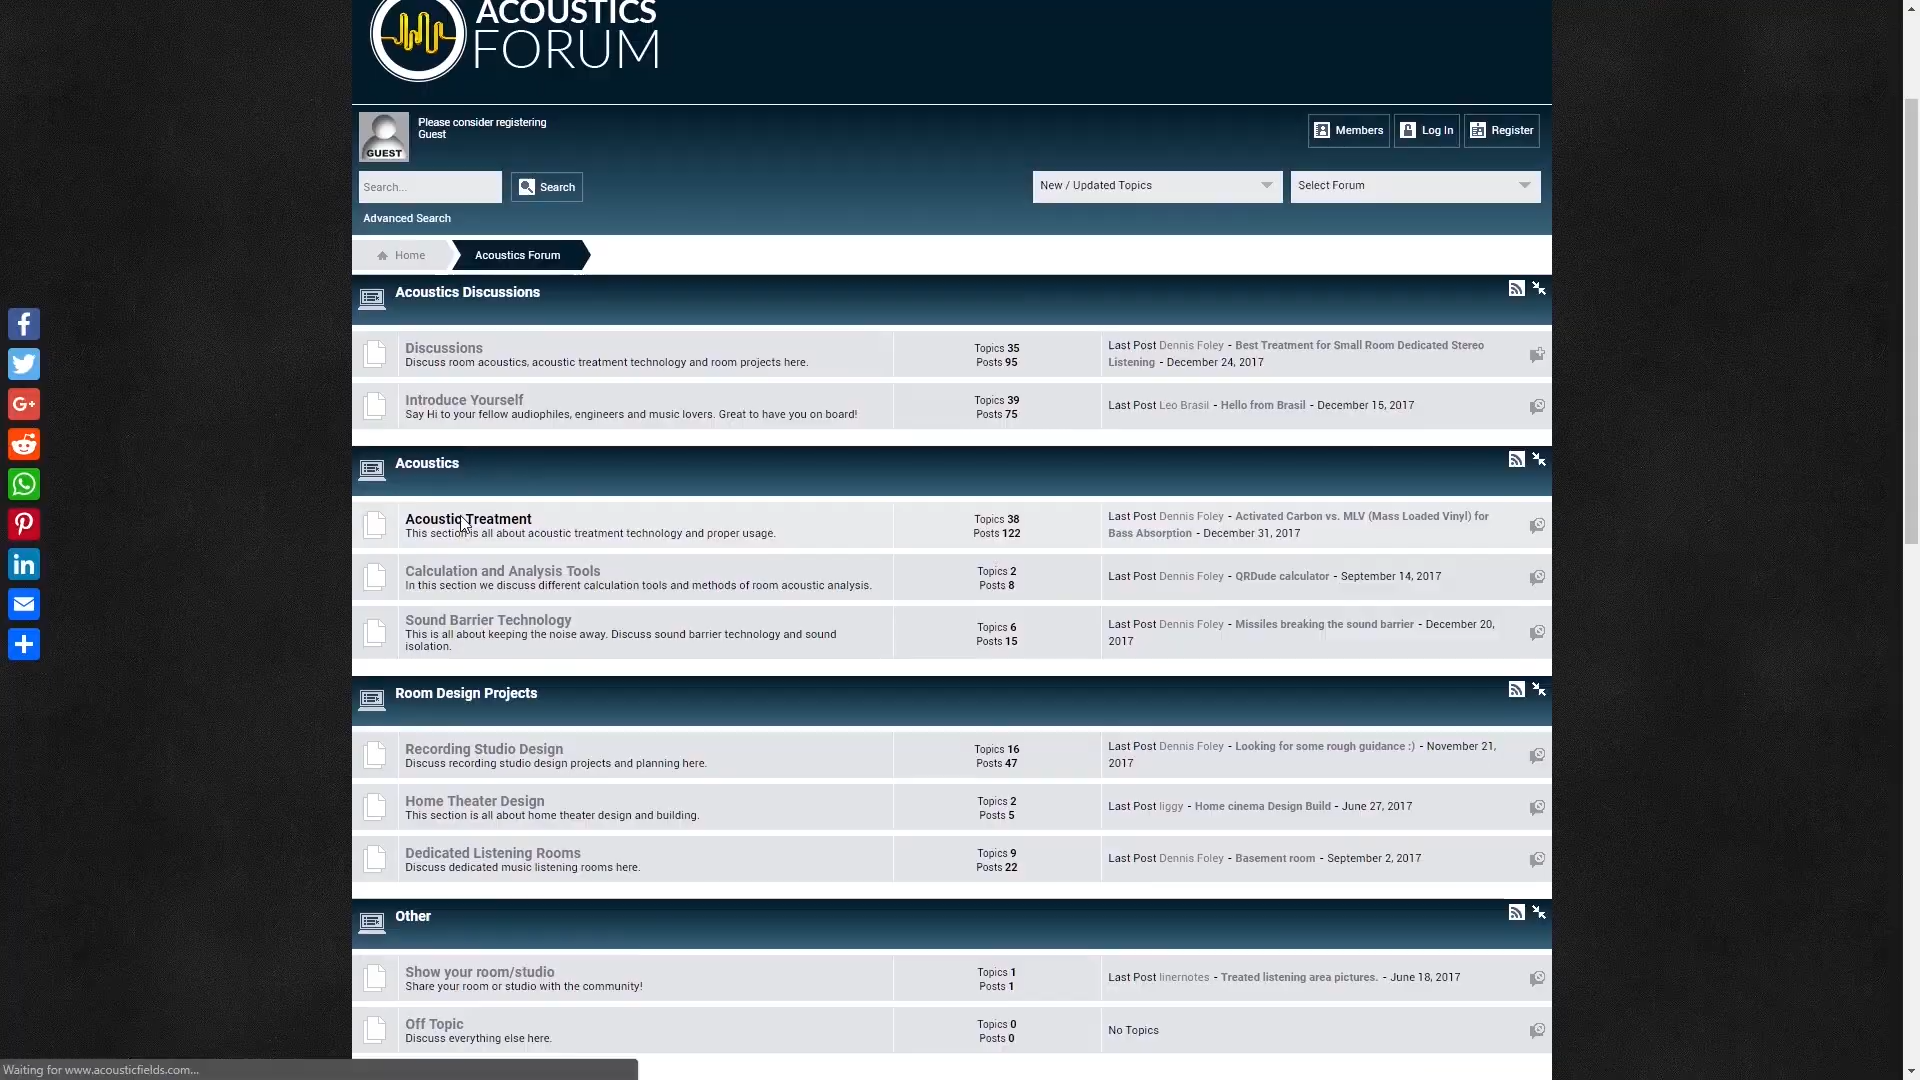 ACOUSTICS
FORUM
Please consider registering
Guest
GUEST
Members
Log In
Register
Search...
Search
New / Updated Topics
Select Forum
Advanced Search
Home
Acoustics Forum
Acoustics Discussions
Discussions
Discuss room acoustics, acoustic treatment technology and room projects here.
Topics 35
Posts 95
Last Post Dennis Foley - Best Treatment for Small Room Dedicated Stereo
Listening - December 24, 2017
Introduce Yourself
Say Hi to your fellow audiophiles, engineers and music lovers. Great to have you on board!
Topics 39
Posts 75
Last Post Leo Brasil - Hello from Brasil - December 15, 2017
Acoustics
Acoustic Treatment
This section is all about acoustic treatment technology and proper usage.
Topics 38
Posts 122
Last Post Dennis Foley - Activated Carbon vs. MLV (Mass Loaded Vinyl) for
Bass Absorption - December 31, 2017
Calculation and Analysis Tools
In this section we discuss different calculation tools and methods of room acoustic analysis.
Topics 2
Posts 8
Last Post Dennis Foley - QRDude calculator - September 14, 2017
Sound Barrier Technology
This is all about keeping the noise away. Discuss sound barrier technology and sound
isolation.
Topics 6
Posts 15
Last Post Dennis Foley - Missiles breaking the sound barrier - December 20,
2017
Room Design Projects
Recording Studio Design
Discuss recording studio design projects and planning here.
Topics 16
Posts 47
Last Post Dennis Foley - Looking for some rough guidance :) - November 21,
2017
Home Theater Design
This section is all about home theater design and building.
Topics 2
Posts 5
Last Post liggy - Home cinema Design Build - June 27, 2017
Dedicated Listening Rooms
Discuss dedicated music listening rooms here.
Topics 9
Posts 22
Last Post Dennis Foley - Basement room - September 2, 2017
Other
Show your room/studio
Share your room or studio with the community!
Topics 1
Posts 1
Last Post linernotes - Treated listening area pictures. - June 18, 2017
Off Topic
Discuss everything else here.
Topics 0
Posts 0
No Topics
Waiting for www.acousticfields.com...